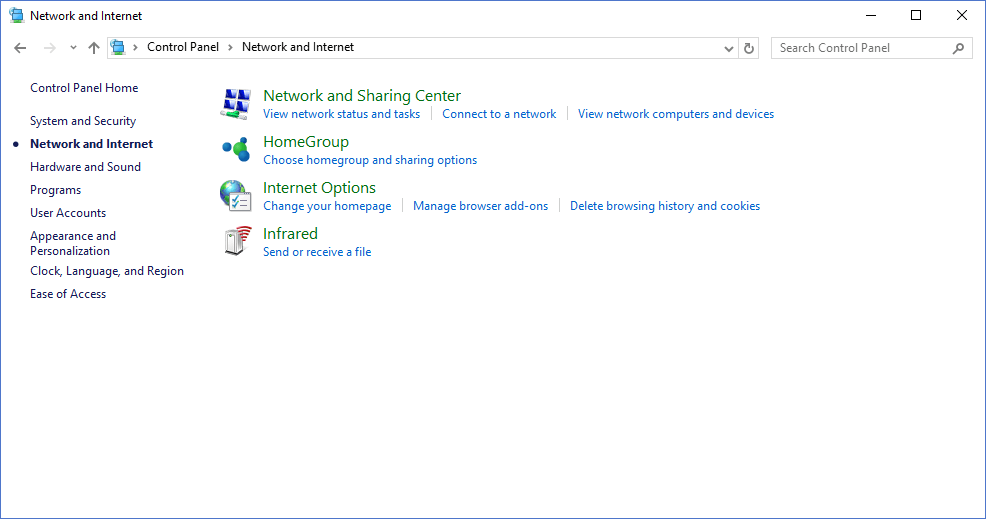 Network and Internet
Control Panel > Network and Internet
Search Control Panel
Control Panel Home
System and Security
Network and Internet
Hardware and Sound
Programs
User Accounts
Appearance and
Personalization
Clock, Language, and Region
Ease of Access
Network and Sharing Center
View network status and tasks | Connect to a network | View network computers and devices
HomeGroup
Choose homegroup and sharing options
Internet Options
Change your homepage | Manage browser add-ons | Delete browsing history and cookies
Infrared
Send or receive a file